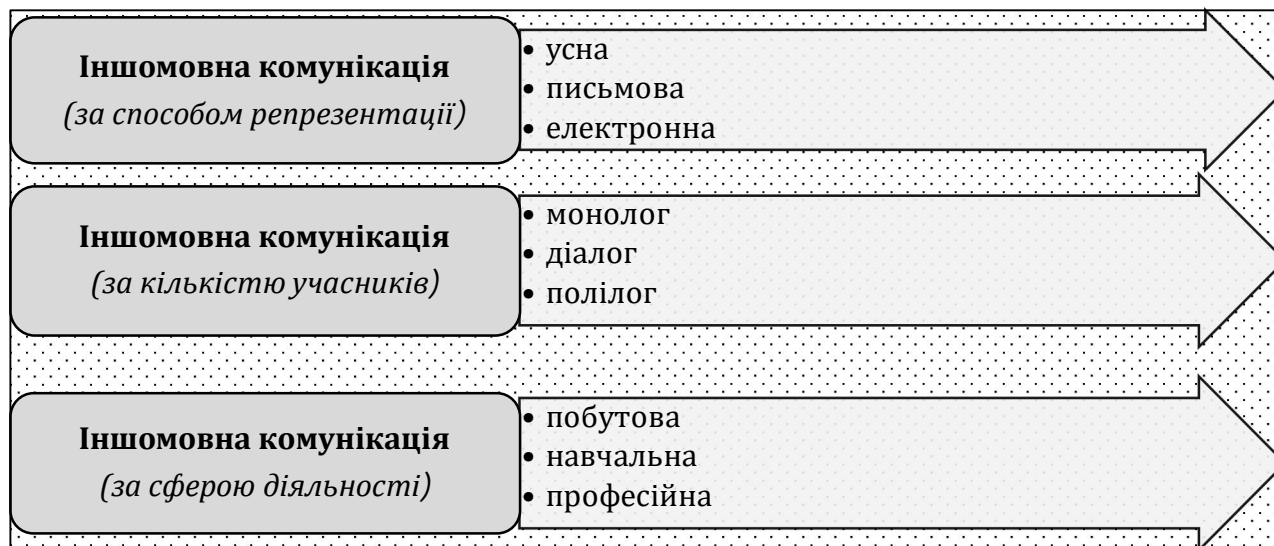 Іншомовна комунікація
(за способом репрезентації)
• усна
• письмова
• електронна
Іншомовна комунікація
(за кількістю учасників)
• монолог
• діалог
• полілог
Іншомовна комунікація
(за сферою діяльності)
• побутова
• навчальна
• професійна